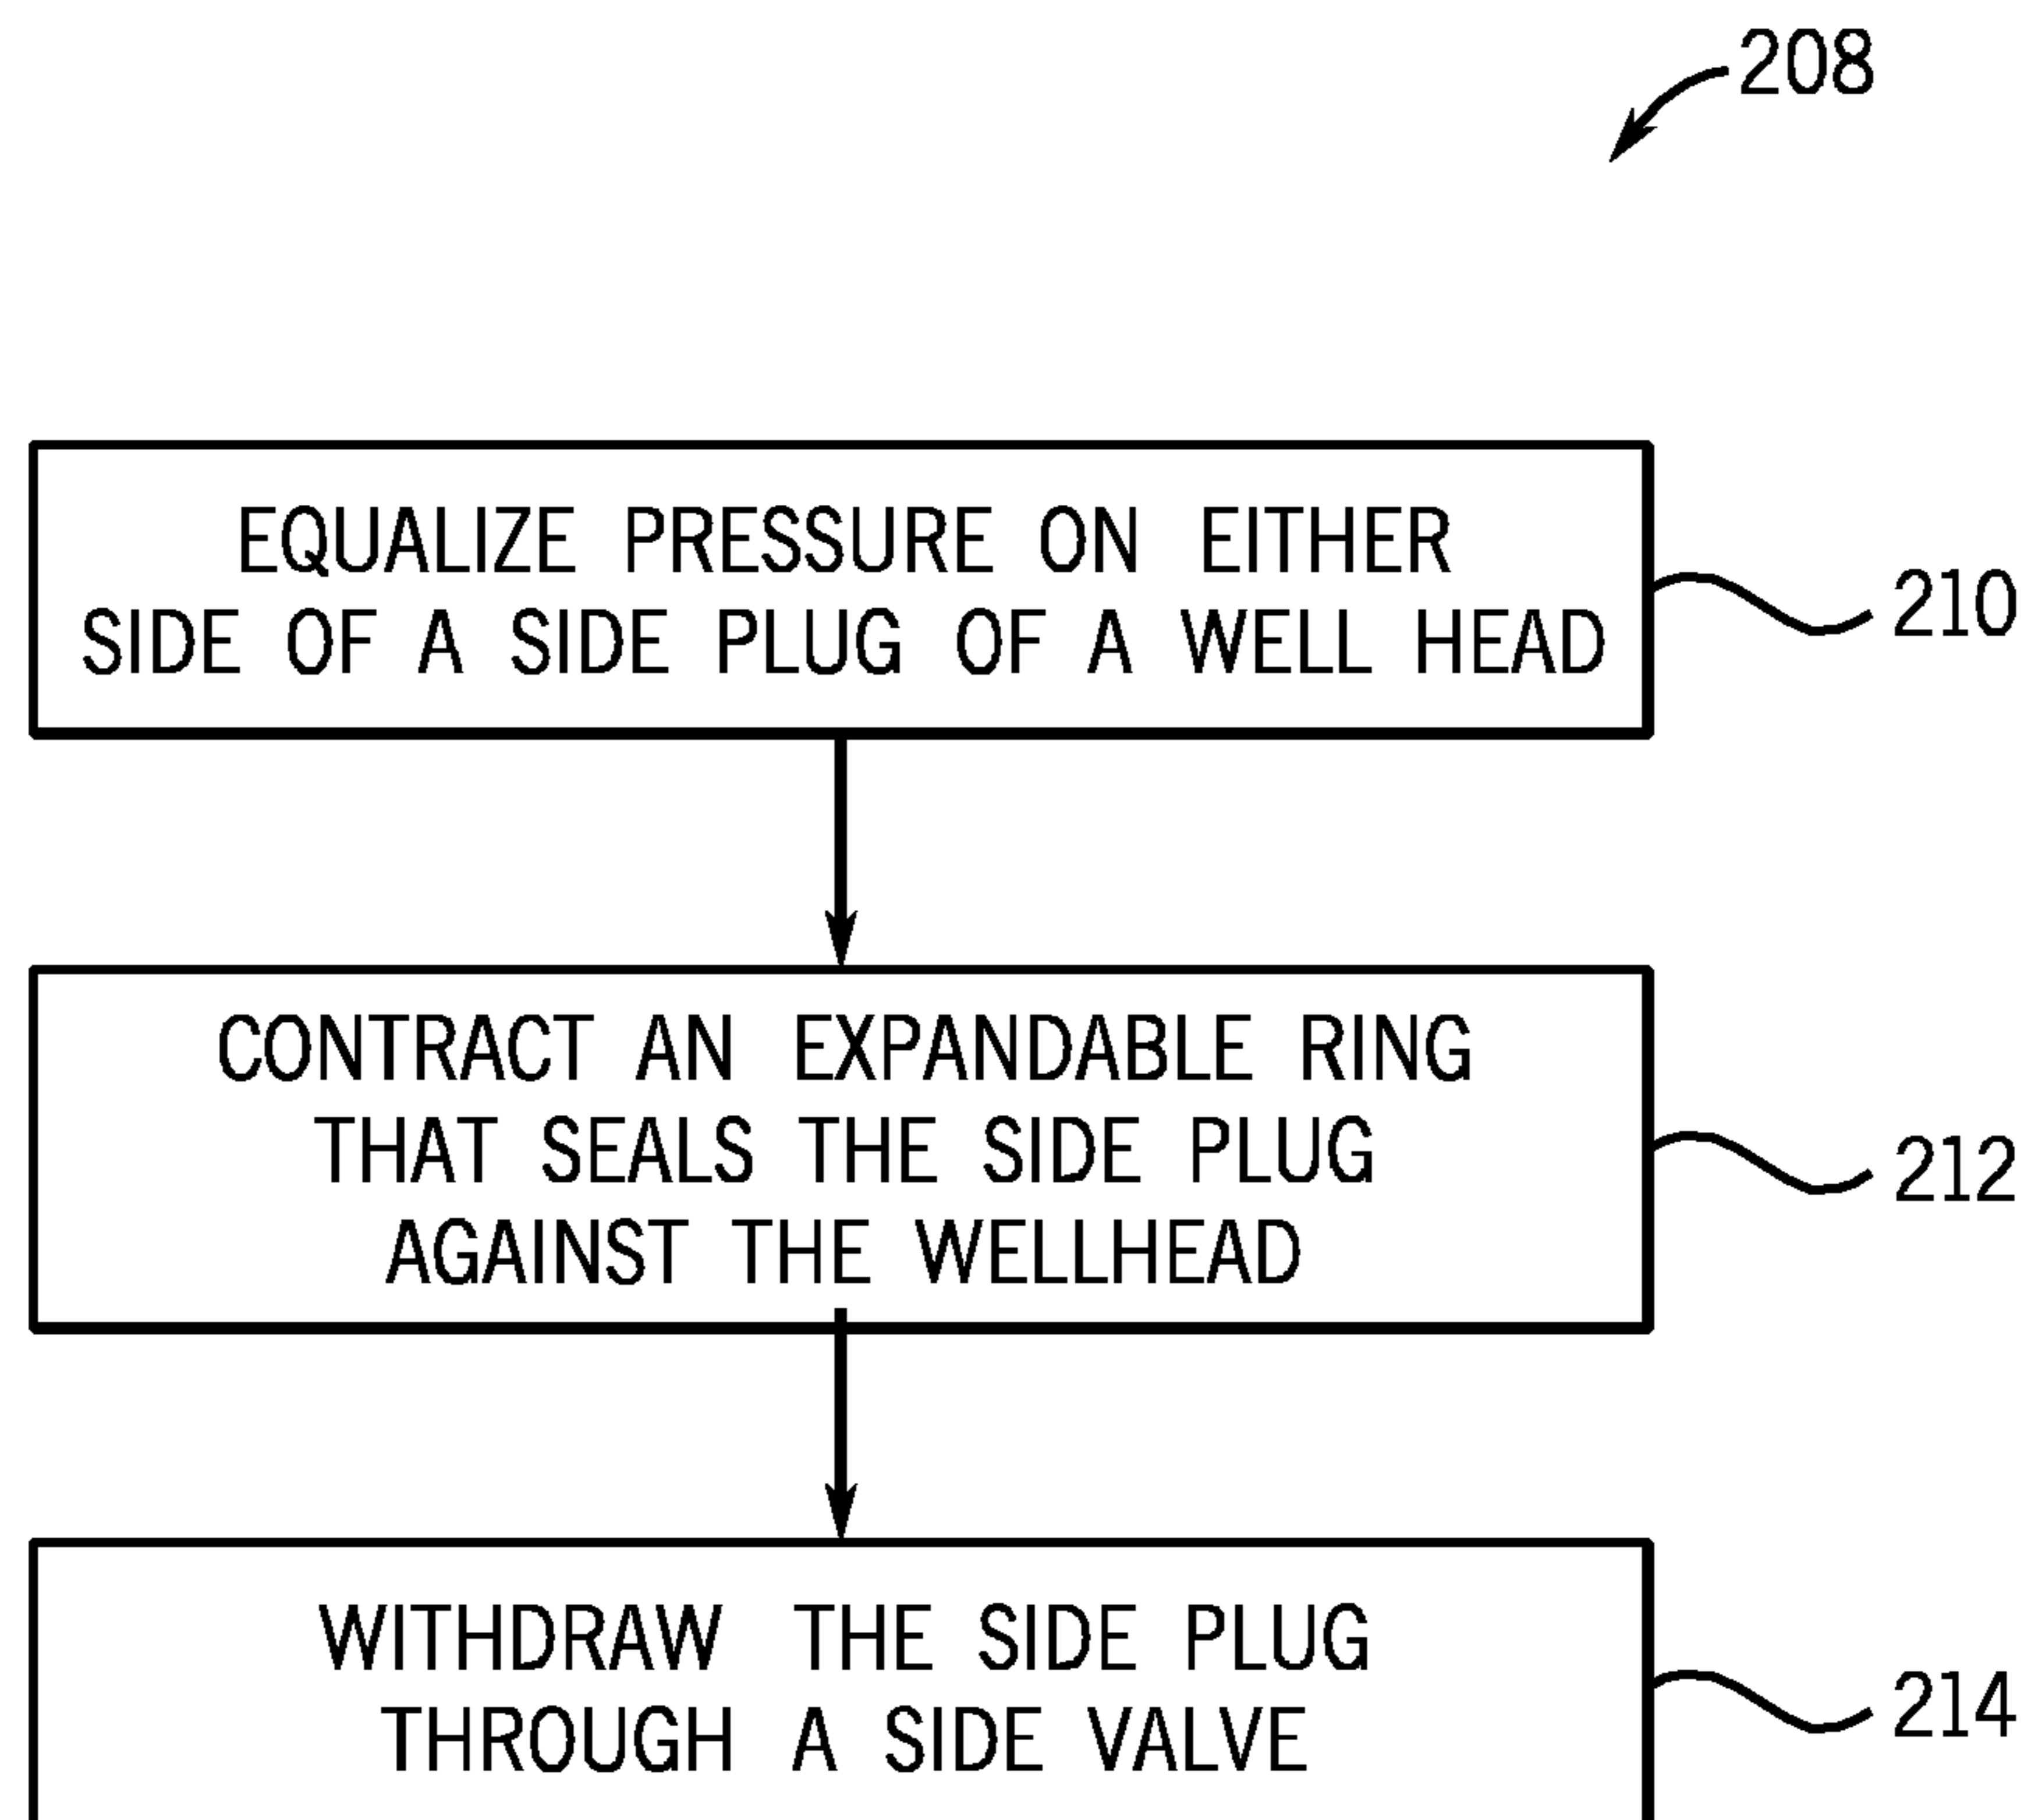 208
EQUALIZE PRESSURE ON EITHER
SIDE OF A SIDE PLUG OF A WELL HEAD
210
CONTRACT AN EXPANDABLE RING
THAT SEALS THE SIDE PLUG
AGAINST THE WELLHEAD
212
WITHDRAW THE SIDE PLUG
THROUGH A SIDE VALVE
214